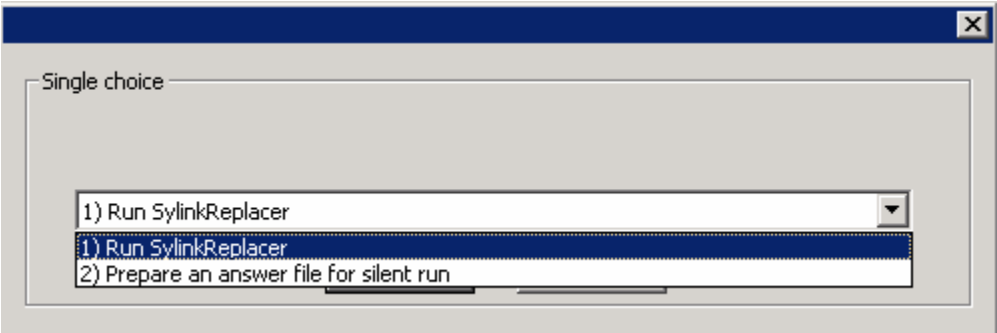 Single choice
1) Run SylinkReplacer
1) Run SylinkReplacer
2) Prepare an answer file for silent run